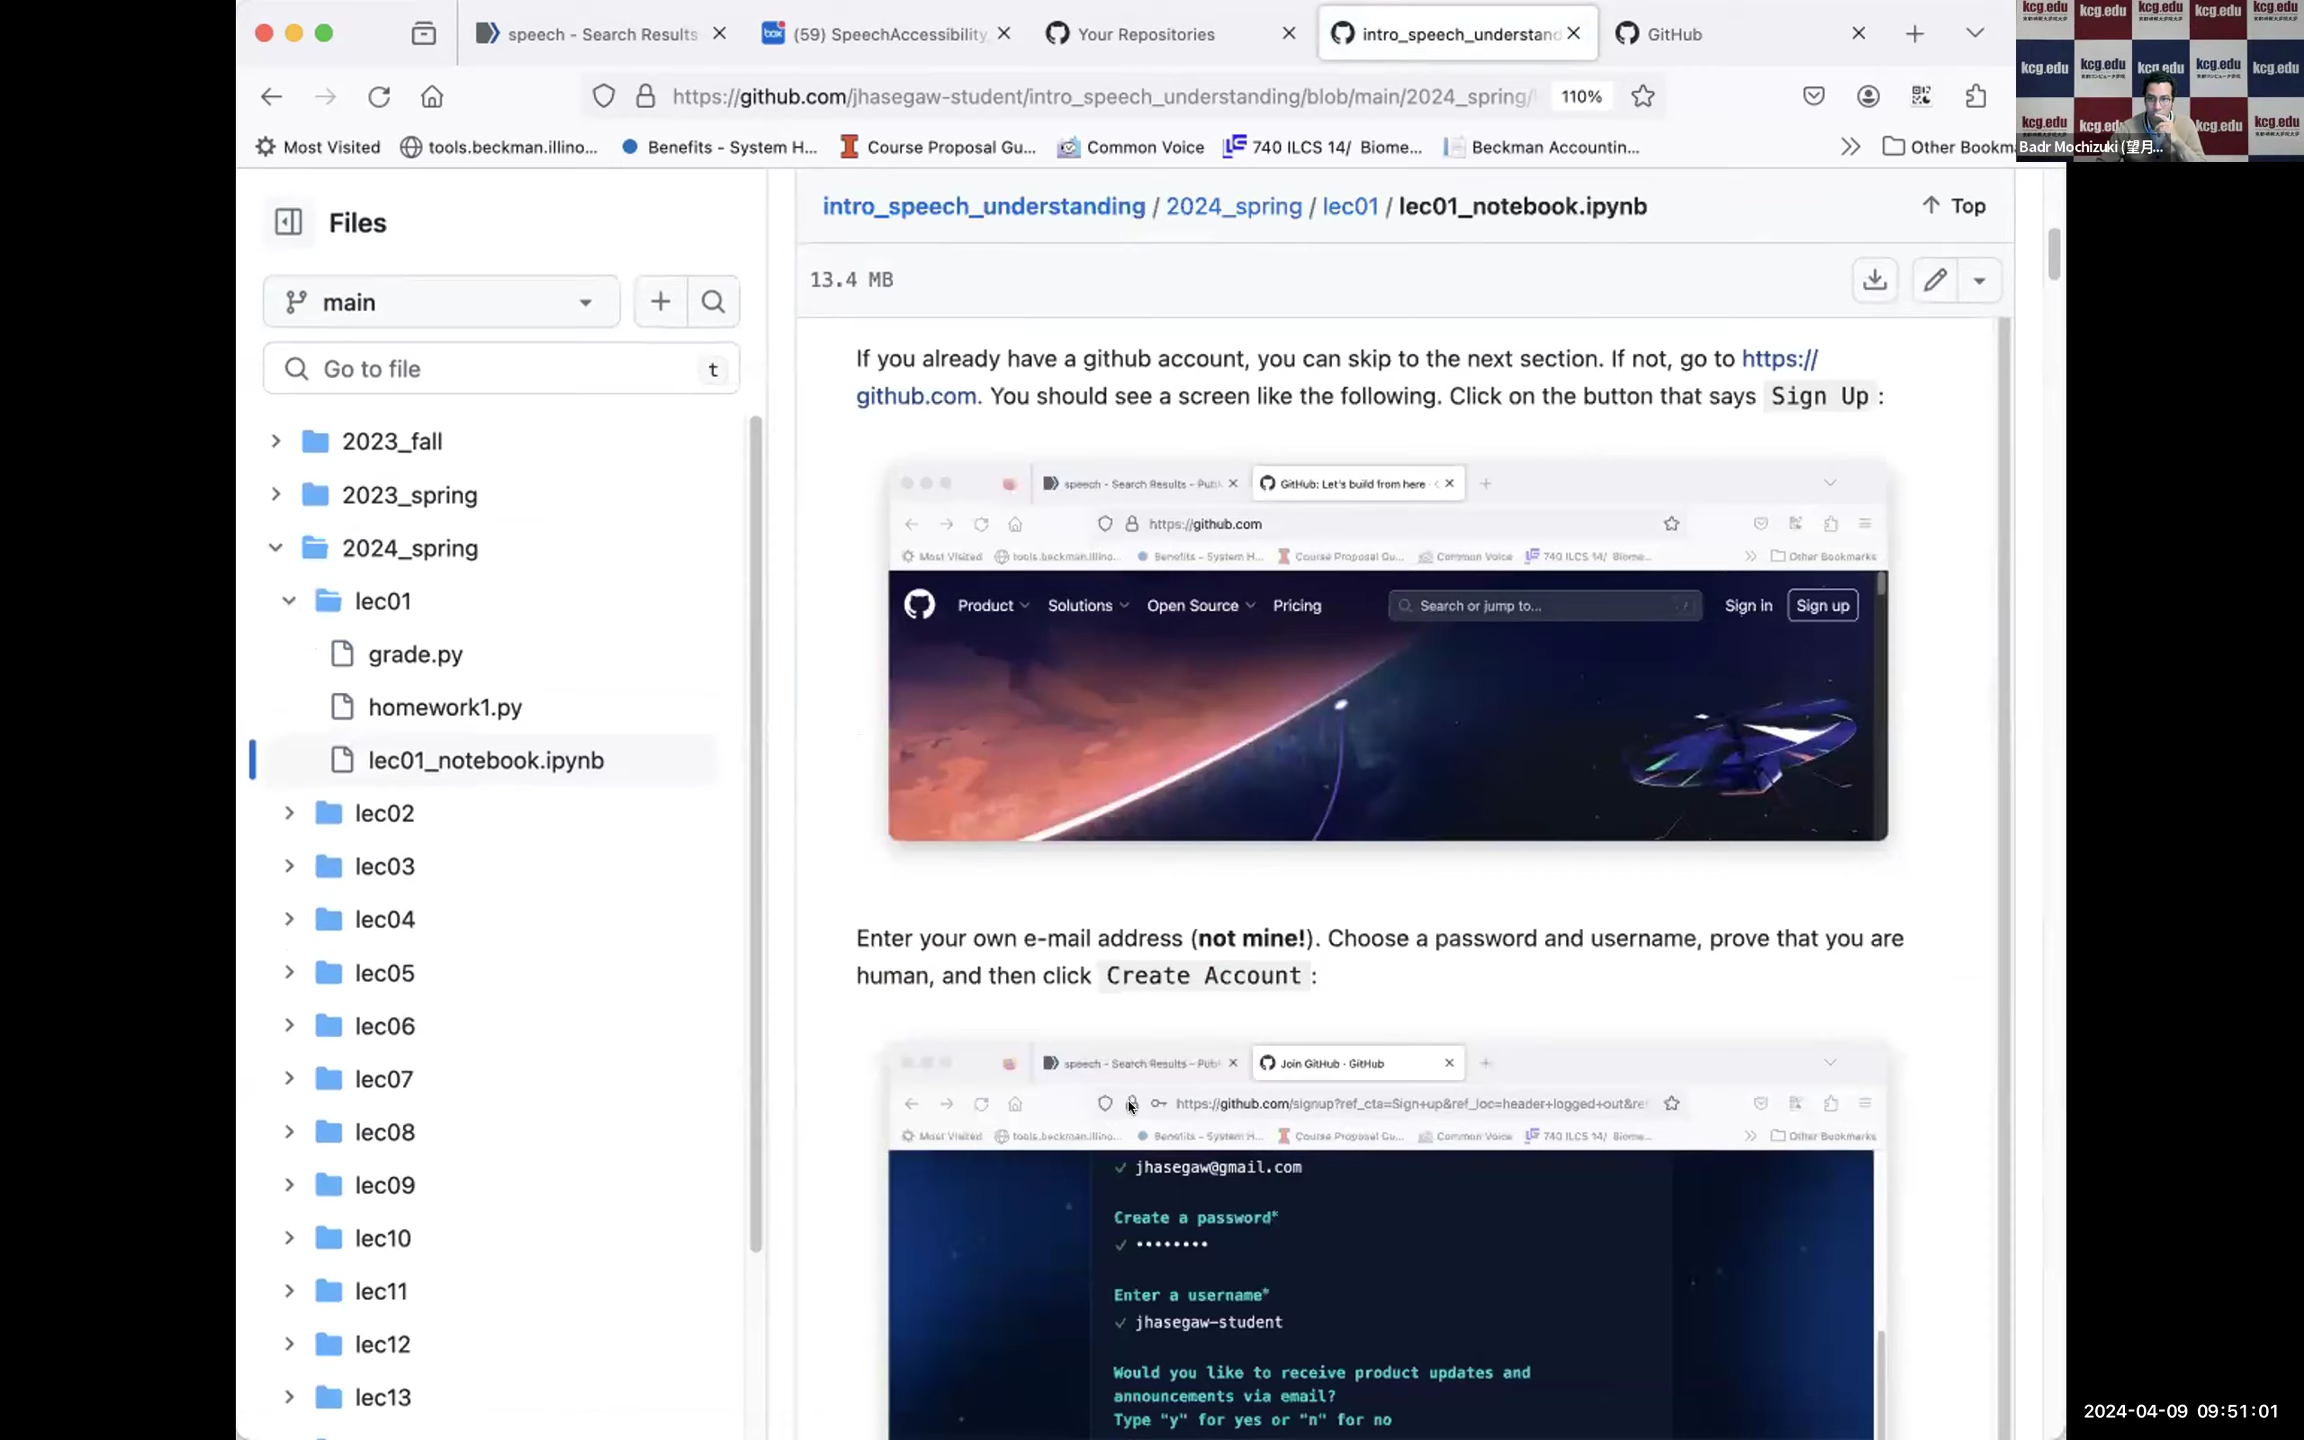 speech - Search Results
(59) SpeechAccessibility
Your Repositories
intro_speech_understand
GitHub
https://github.com/jhasegaw-student/intro_speech_understanding/blob/main/2024_spring/
110%
Most Visited
tools.beckman.illino...
Benefits - System H...
Course Proposal Gu...
Common Voice
740 ILCS 14/ Biome...
Beckman Accountin...
Other Bookm
kcg.edu
Badr Mochizuki (望月...
Files
main
Go to file
t
2023_fall
2023_spring
2024_spring
lec01
grade.py
homework1.py
lec01_notebook.ipynb
lec02
lec03
lec04
lec05
lec06
lec07
lec08
lec09
lec10
lec11
lec12
lec13
intro_speech_understanding / 2024_spring / lec01 / lec01_notebook.ipynb
Top
13.4 MB
If you already have a github account, you can skip to the next section. If not, go to https://
github.com. You should see a screen like the following. Click on the button that says Sign Up :
speech - Search Results - Publ
GitHub: Let's build from here
https://github.com
Most Visited
tools.beckman.illino...
Benefits - System H...
Course Proposal Gu...
Common Voice
740 ILCS 14/ Biome...
Other Bookmarks
Product
Solutions
Open Source
Pricing
Search or jump to...
/
Sign in
Sign up
Enter your own e-mail address (not mine!). Choose a password and username, prove that you are
human, and then click Create Account :
speech - Search Results - Publ
Join GitHub · GitHub
https://github.com/signup?ref_cta=Sign+up&ref_loc=header+logged+out&re
Most Visited
tools.beckman.illino...
Benefits - System H...
Course Proposal Gu...
Common Voice
740 ILCS 14/ Biome...
Other Bookmarks
✓ jhasegaw@gmail.com
Create a password*
✓ ••••••••
Enter a username*
✓ jhasegaw-student
Would you like to receive product updates and
announcements via email?
Type "y" for yes or "n" for no
2024-04-09 09:51:01